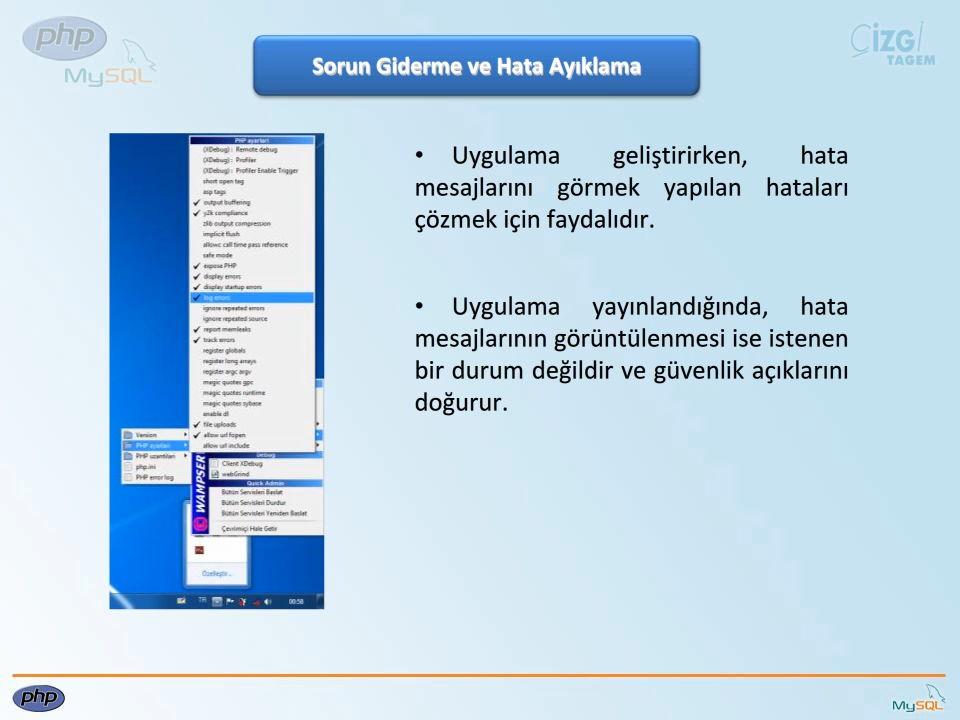 php
MySQL
ÇİZGİ
TAGEM
Sorun Giderme ve Hata Ayıklama
PHP ayarları
(XDebug) : Remote debug
(XDebug) : Profiler
(XDebug) : Profiler Enable Trigger
short open tag
asp tags
output buffering
y2k compliance
zlib output compression
implicit flush
allowc call time pass reference
safe mode
expose PHP
display errors
display startup errors
log errors
ignore repeated errors
ignore repeated source
report memleaks
track errors
register globals
register long arrays
register argc argv
magic quotes gpc
magic quotes runtime
magic quotes sybase
enable dl
file uploads
allow url fopen
allow url include
Version
PHP ayarları
PHP uzantıları
php.ini
PHP error log
WAMPSER
Debug
Client XDebug
webGrind
Quick Admin
Bütün Servisleri Baslat
Bütün Servisleri Durdur
Bütün Servisleri Yeniden Baslat
Çevrimiçi Hale Getir
Özelleştir...
TR
00:58
• Uygulama geliştirirken, hata
mesajlarını görmek yapılan hataları
çözmek için faydalıdır.
• Uygulama yayınlandığında, hata
mesajlarının görüntülenmesi ise istenen
bir durum değildir ve güvenlik açıklarını
doğurur.
php
MySQL